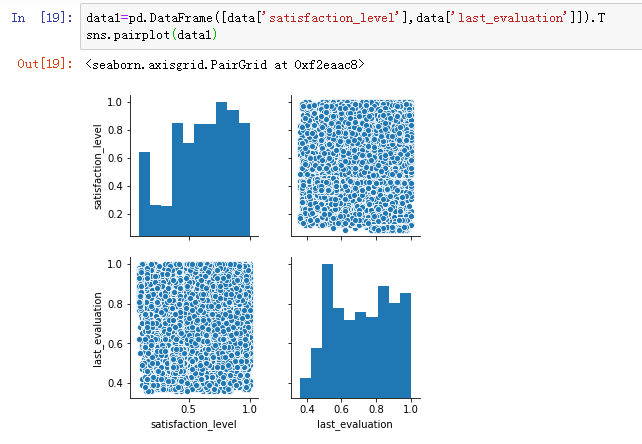 In [19]: data1=pd.DataFrame([data['satisfaction_level'],data['last_evaluation']]).T
sns.pairplot(data1)
Out[19]: <seaborn.axisgrid.PairGrid at 0xf2eaac8>
1.0
0.8
0.6
0.4
0.2
satisfaction_level
1.0
0.8
0.6
0.4
last_evaluation
0.5 1.0
satisfaction_level
0.4 0.6 0.8 1.0
last_evaluation